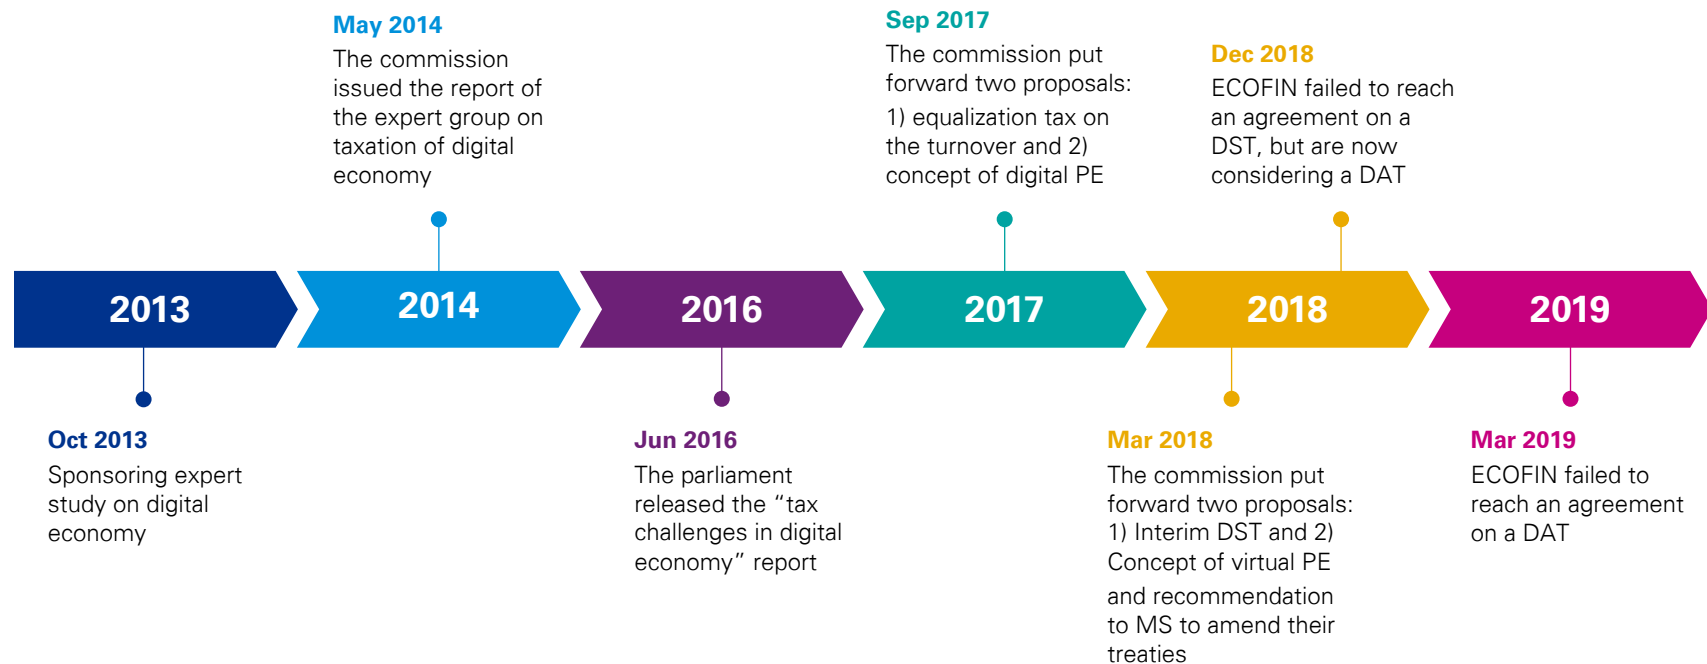 May 2014
The commission
issued the report of
the expert group on
taxation of digital
economy
Sep 2017
The commission put
forward two proposals:
1) equalization tax on
the turnover and 2)
concept of digital PE
Dec 2018
ECOFIN failed to reach
an agreement on a
DST, but are now
considering a DAT
2013
2014
2016
2017
2018
2019
Oct 2013
Sponsoring expert
study on digital
economy
Jun 2016
The parliament
released the “tax
challenges in digital
economy” report
Mar 2018
The commission put
forward two proposals:
1) Interim DST and 2)
Concept of virtual PE
and recommendation
to MS to amend their
treaties
Mar 2019
ECOFIN failed to
reach an agreement
on a DAT